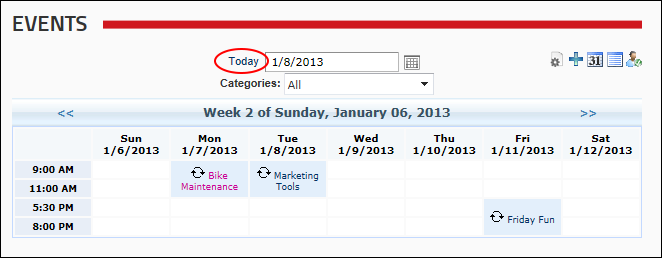 EVENTS
Today 1/8/2013
31
Categories: All
<< Week 2 of Sunday, January 06, 2013 >>
Sun Mon Tue Wed Thu Fri Sat
1/6/2013 1/7/2013 1/8/2013 1/9/2013 1/10/2013 1/11/2013 1/12/2013
9:00 AM Bike Marketing
11:00 AM Maintenance Tools
5:30 PM Friday Fun
8:00 PM